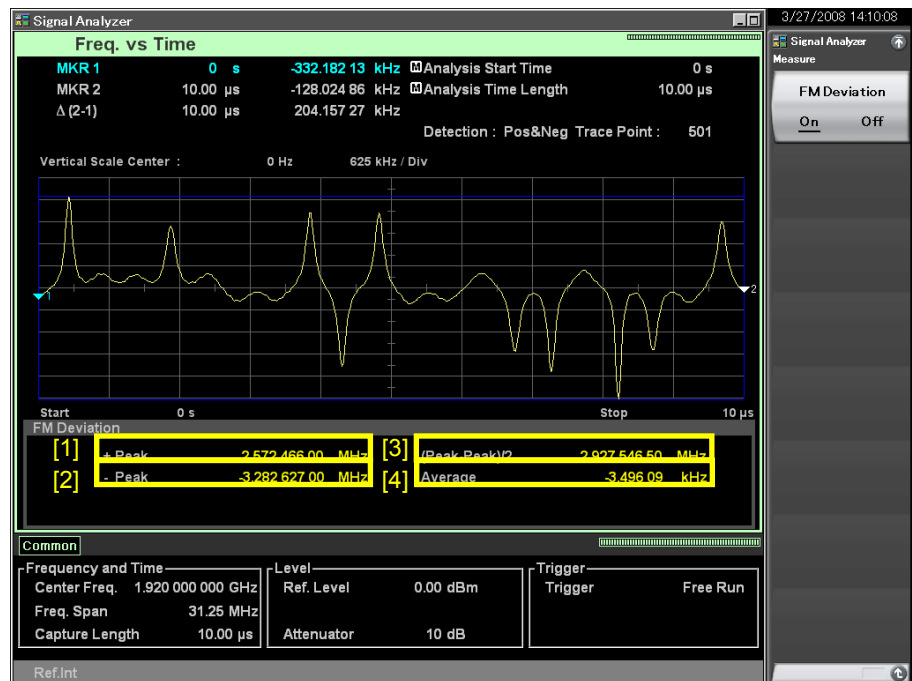 Signal Analyzer
3/27/2008 14:10:08
Freq. vs Time
Signal Analyzer
Measure
MKR 1 0 s -332.182 13 kHz M Analysis Start Time 0 s
MKR 2 10.00 µs -128.024 86 kHz M Analysis Time Length 10.00 µs
Δ (2-1) 10.00 µs 204.157 27 kHz
Detection : Pos&Neg Trace Point : 501
FM Deviation
On Off
Vertical Scale Center : 0 Hz 625 kHz / Div
1
2
Start 0 s Stop 10 µs
FM Deviation
[1] + Peak 2.572 466 00 MHz [3] (Peak-Peak)/2 2.927 546 50 MHz
[2] - Peak -3.282 627 00 MHz [4] Average -3.496 09 kHz
Common
Frequency and Time Level Trigger
Center Freq. 1.920 000 000 GHz Ref. Level 0.00 dBm Trigger Free Run
Freq. Span 31.25 MHz
Capture Length 10.00 µs Attenuator 10 dB
Ref.Int